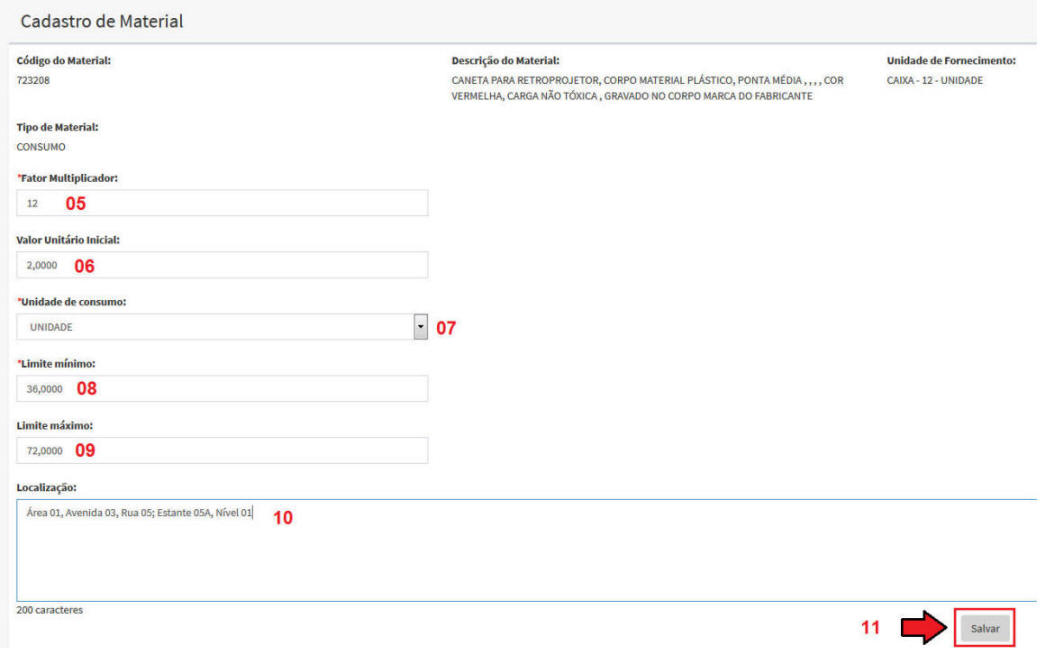 Cadastro de Material
Código do Material:
723208
Descrição do Material:
CANETA PARA RETROPROJETOR, CORPO MATERIAL PLÁSTICO, PONTA MÉDIA , , , , COR
VERMELHA, CARGA NÃO TÓXICA , GRAVADO NO CORPO MARCA DO FABRICANTE
Unidade de Fornecimento:
CAIXA - 12 - UNIDADE
Tipo de Material:
CONSUMO
*Fator Multiplicador:
12 05
Valor Unitário Inicial:
2,0000 06
*Unidade de consumo:
UNIDADE 07
*Limite mínimo:
36,0000 08
Limite máximo:
72,0000 09
Localização:
Área 01, Avenida 03, Rua 05; Estante 05A, Nível 01 10
200 caracteres
11 Salvar